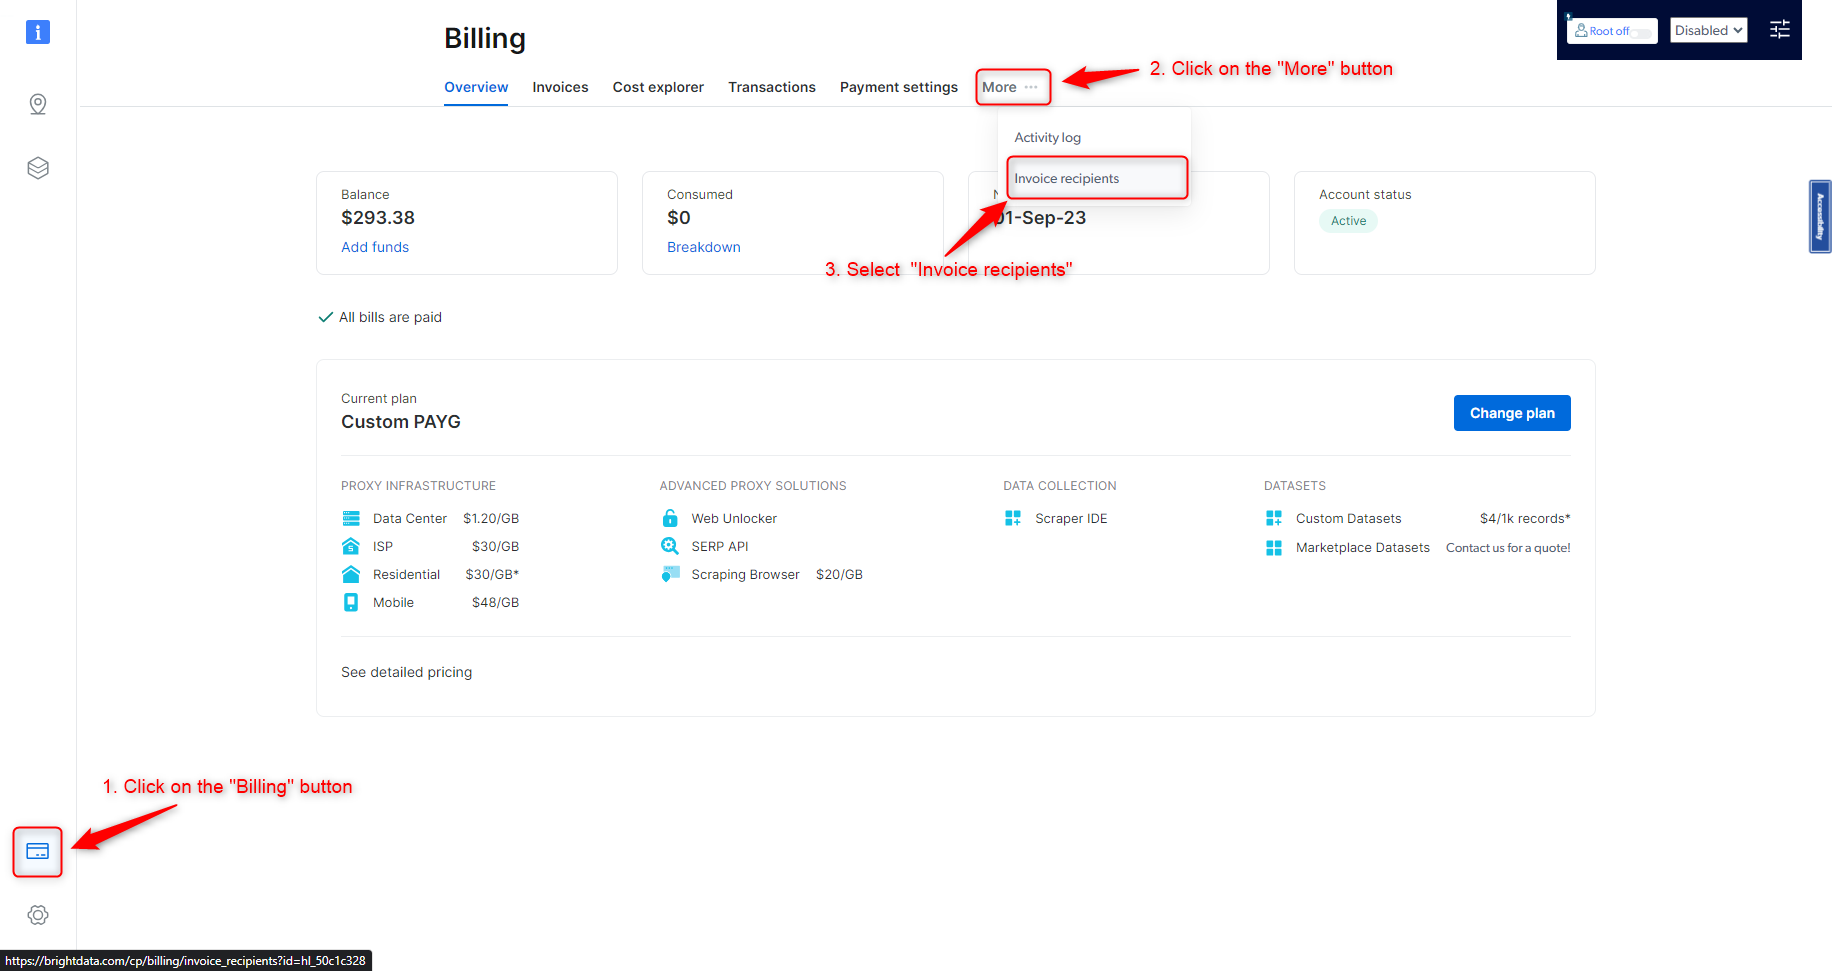 Billing
Root off
Disabled
Overview Invoices Cost explorer Transactions Payment settings More ···
2. Click on the "More" button
Activity log
Invoice recipients
Balance
$293.38
Add funds
Consumed
$0
Breakdown
01-Sep-23
Account status
Active
3. Select "Invoice recipients"
Accessibility
All bills are paid
Current plan
Custom PAYG
Change plan
PROXY INFRASTRUCTURE
Data Center $1.20/GB
ISP $30/GB
Residential $30/GB*
Mobile $48/GB
ADVANCED PROXY SOLUTIONS
Web Unlocker
SERP API
Scraping Browser $20/GB
DATA COLLECTION
Scraper IDE
DATASETS
Custom Datasets $4/1k records*
Marketplace Datasets Contact us for a quote!
See detailed pricing
1. Click on the "Billing" button
https://brightdata.com/cp/billing/invoice_recipients?id=hl_50c1c328